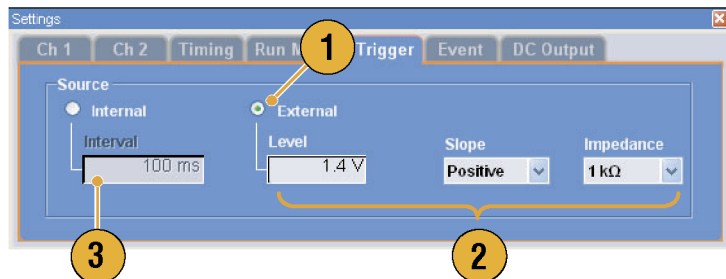 Settings
Ch 1 Ch 2 Timing Run M Trigger Event DC Output
1
Source
Internal External
Interval Level Slope Impedance
100 ms 1.4 V Positive 1 kΩ
3 2